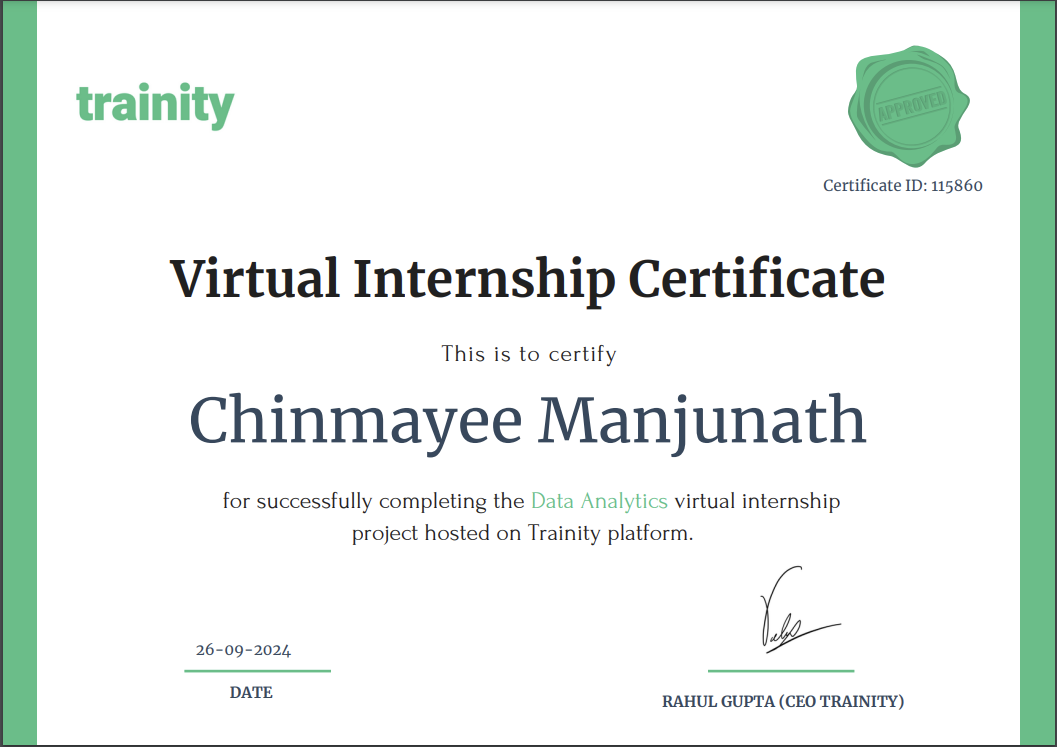 trainity
APPROVED
Certificate ID: 115860
Virtual Internship Certificate
This is to certify
Chinmayee Manjunath
for successfully completing the Data Analytics virtual internship
project hosted on Trainity platform.
26-09-2024
DATE
RAHUL GUPTA (CEO TRAINITY)